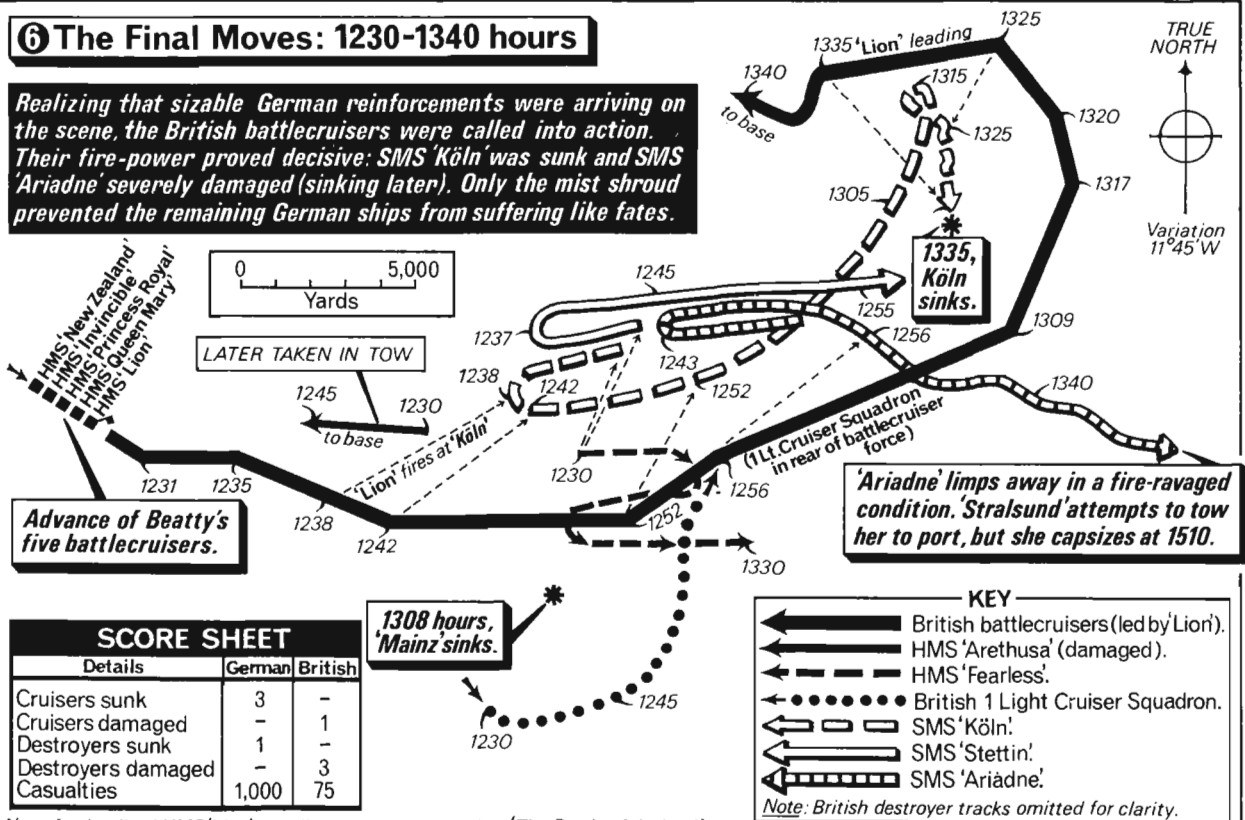 6 The Final Moves: 1230-1340 hours
Realizing that sizable German reinforcements were arriving on
the scene, the British battlecruisers were called into action.
Their fire-power proved decisive: SMS 'Köln' was sunk and SMS
'Ariadne' severely damaged (sinking later). Only the mist shroud
prevented the remaining German ships from suffering like fates.
0 5,000
Yards
HMS 'New Zealand'
HMS 'Invincible'
HMS 'Princess Royal'
HMS 'Queen Mary'
HMS 'Lion'
LATER TAKEN IN TOW
1245
1230
to base
1231
1235
1238
1242
Advance of Beatty's
five battlecruisers.
'Lion' fires at 'Köln'
1237
1238
1242
1245
1243
1252
1230
1252
1256
1255
1256
1305
1315
1325
1335 'Lion' leading
1325
1340
to base
1320
1317
1309
1335,
Köln
sinks.
TRUE
NORTH
Variation
11°45'W
(1 Lt. Cruiser Squadron
in rear of battlecruiser
force)
1340
'Ariadne' limps away in a fire-ravaged
condition. 'Stralsund' attempts to tow
her to port, but she capsizes at 1510.
1330
1308 hours,
'Mainz' sinks.
1230
1245
SCORE SHEET
Details German British
Cruisers sunk 3 –
Cruisers damaged – 1
Destroyers sunk 1 –
Destroyers damaged – 3
Casualties 1,000 75
KEY
British battlecruisers (led by 'Lion').
HMS 'Arethusa' (damaged).
HMS 'Fearless'.
British 1 Light Cruiser Squadron.
SMS 'Köln'.
SMS 'Stettin'.
SMS 'Ariadne'.
Note: British destroyer tracks omitted for clarity.